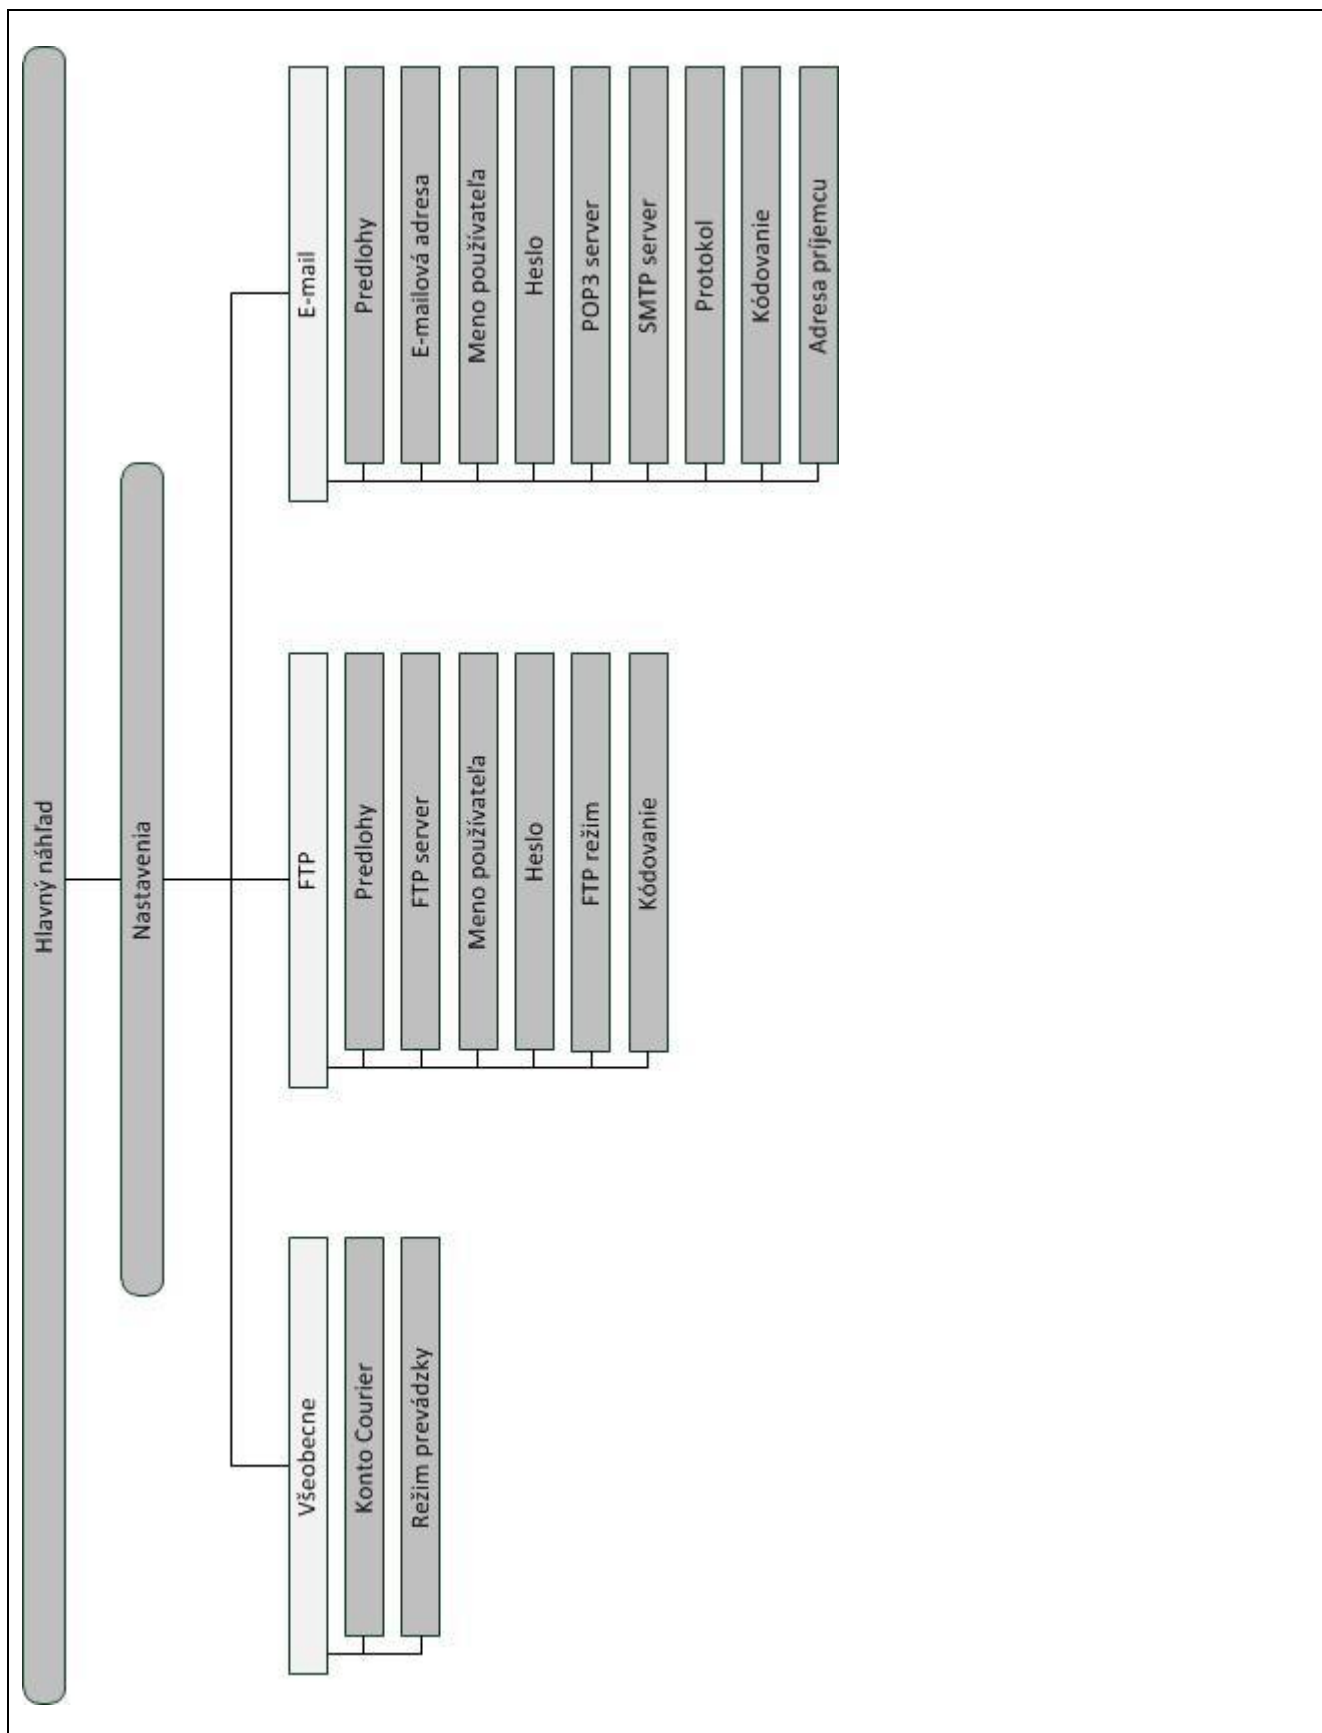 Hlavný náhľad
Nastavenia
Všeobecne
Konto Courier
Režim prevádzky
FTP
Predlohy
FTP server
Meno používateľa
Heslo
FTP režim
Kódovanie
E-mail
Predlohy
E-mailová adresa
Meno používateľa
Heslo
POP3 server
SMTP server
Protokol
Kódovanie
Adresa príjemcu